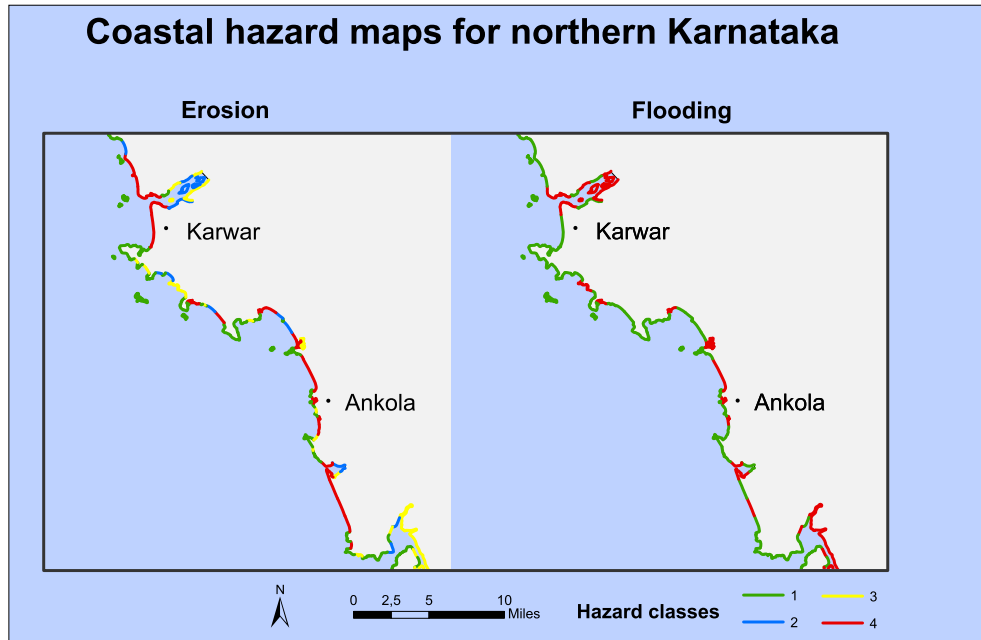 Coastal hazard maps for northern Karnataka
Erosion
Flooding
Karwar
Karwar
Ankola
Ankola
N
0 2,5 5 10
Miles
Hazard classes
1
2
3
4